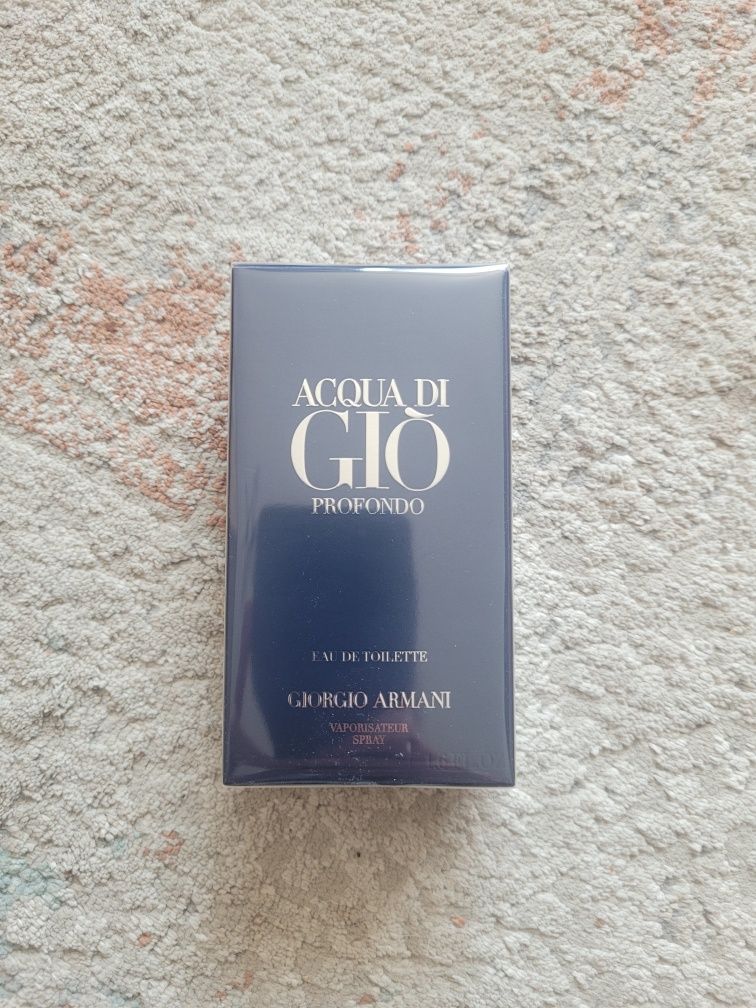 ACQUA DI
GIÒ
PROFONDO
EAU DE TOILETTE
GIORGIO ARMANI
VAPORISATEUR
SPRAY